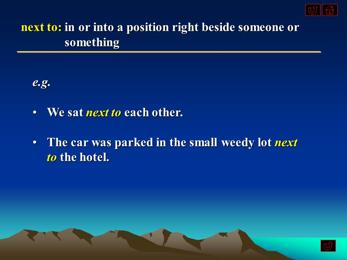 next to: in or into a position right beside someone or
something
e.g.
• We sat next to each other.
• The car was parked in the small weedy lot next
to the hotel.